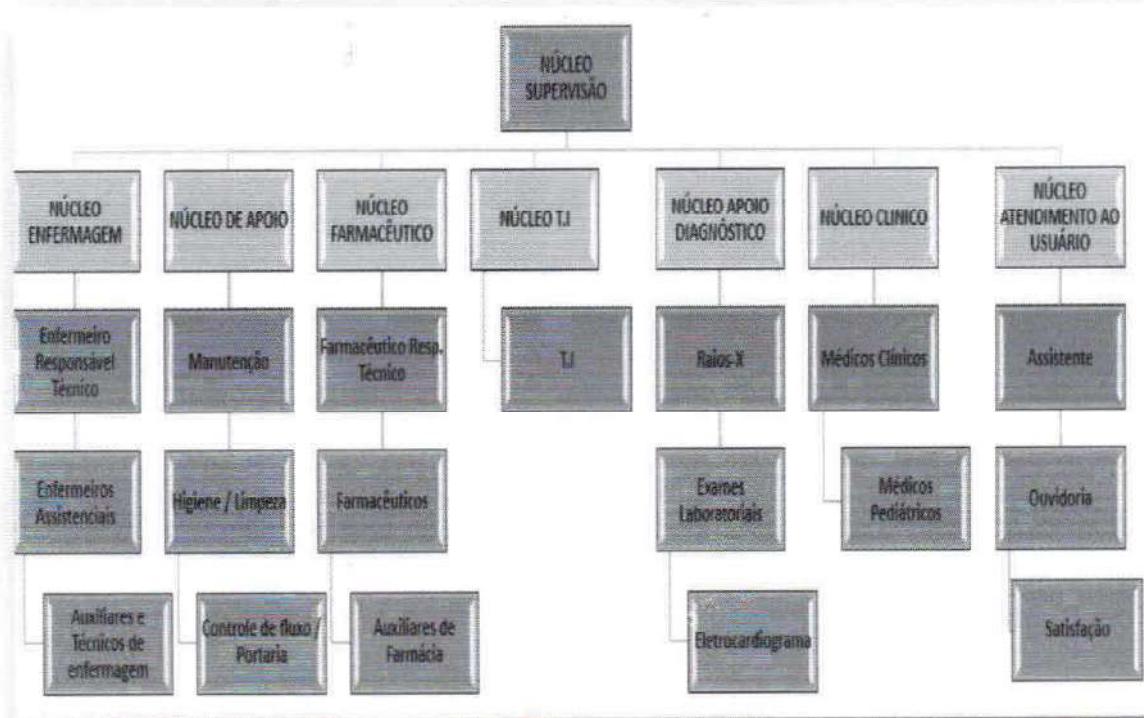 NÚCLEO
SUPERVISÃO
NÚCLEO
ENFERMAGEM
NÚCLEO DE APOIO
NÚCLEO
FARMACÊUTICO
NÚCLEO T.I
NÚCLEO APOIO
DIAGNÓSTICO
NÚCLEO CLINICO
NÚCLEO
ATENDIMENTO AO
USUÁRIO
Enfermeiro
Responsável
Técnico
Manutenção
Farmacêutico Resp.
Técnico
T.I
Raios-X
Médicos Clínicos
Assistente
Enfermeiros
Assistenciais
Higiene / Limpeza
Farmacêuticos
Exames
Laboratoriais
Médicos
Pediátricos
Ouvidoria
Auxiliares e
Técnicos de
enfermagem
Controle de fluxo /
Portaria
Auxiliares de
Farmácia
Eletrocardiograma
Satisfação